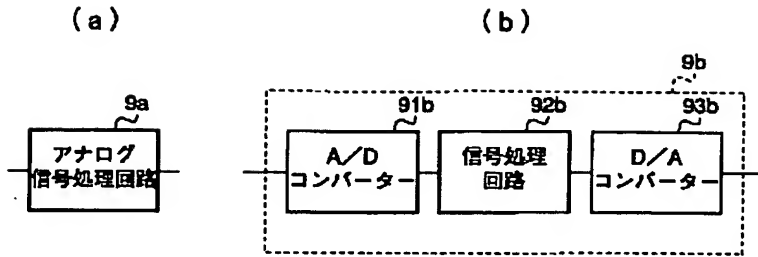 (a)
(b)
9a
アナログ
信号処理回路
9b
91b
A/D
コンバーター
92b
信号処理
回路
93b
D/A
コンバーター